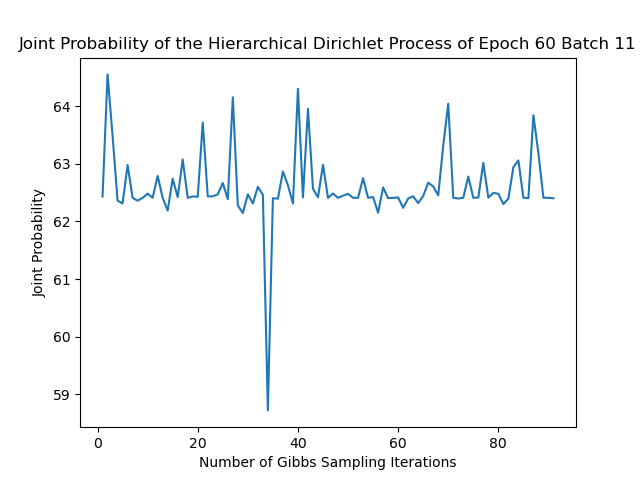 Joint Probability of the Hierarchical Dirichlet Process of Epoch 60 Batch 11
64
63
62
61
60
59
Joint Probability
0 20 40 60 80
Number of Gibbs Sampling Iterations